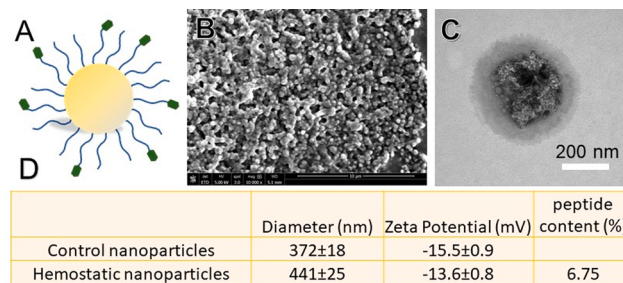 A
B
C
200 nm
D
Diameter (nm) Zeta Potential (mV) peptide content (%)
Control nanoparticles 372±18 -15.5±0.9
Hemostatic nanoparticles 441±25 -13.6±0.8 6.75